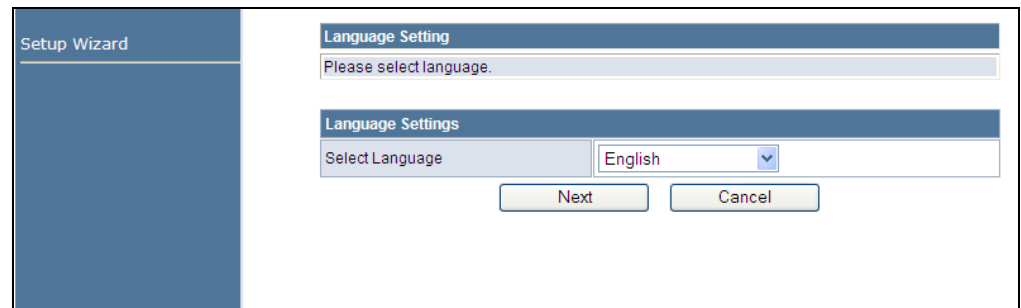 Setup Wizard
Language Setting
Please select language.
Language Settings
Select Language English
Next Cancel